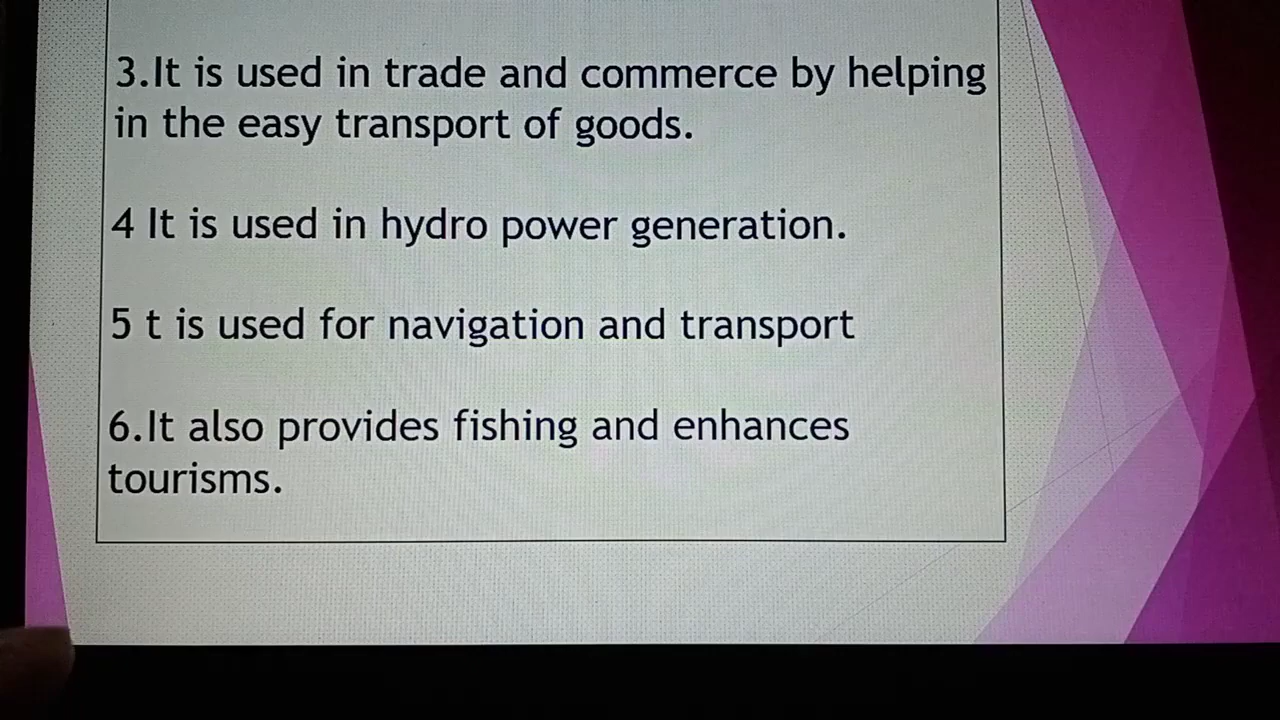 3.It is used in trade and commerce by helping
in the easy transport of goods.
4 It is used in hydro power generation.
5 t is used for navigation and transport
6.It also provides fishing and enhances
tourisms.